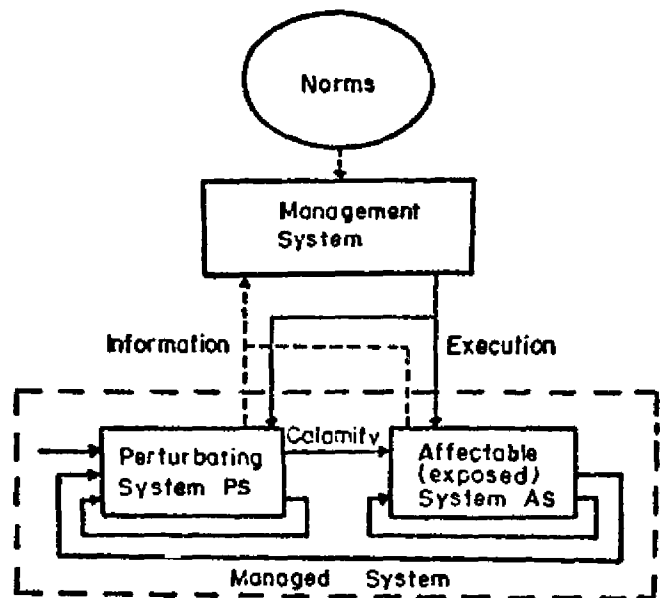 Norms
Management
System
Information
Execution
Calamity
Perturbating
System PS
Affectable
(exposed)
System AS
Managed System